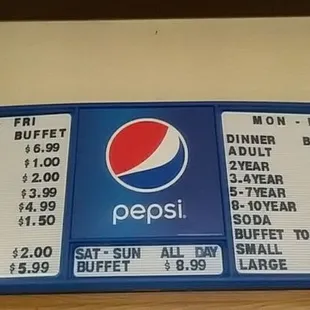 FRI
BUFFET
$6.99
$1.00
$2.00
$3.99
$4.99
$1.50
$2.00
$5.99
pepsi
SAT-SUN ALL DAY
BUFFET $8.99
MON -
DINNER B
ADULT
2YEAR
3.4YEAR
5-7YEAR
8-10YEAR
SODA
BUFFET TO
SMALL
LARGE